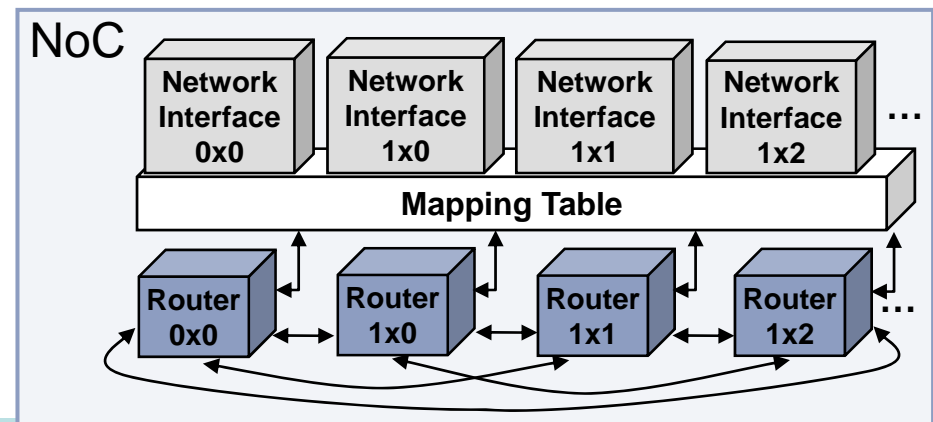 NoC
Network
Interface
0x0
Network
Interface
1x0
Network
Interface
1x1
Network
Interface
1x2
...
Mapping Table
Router
0x0
Router
1x0
Router
1x1
Router
1x2
...